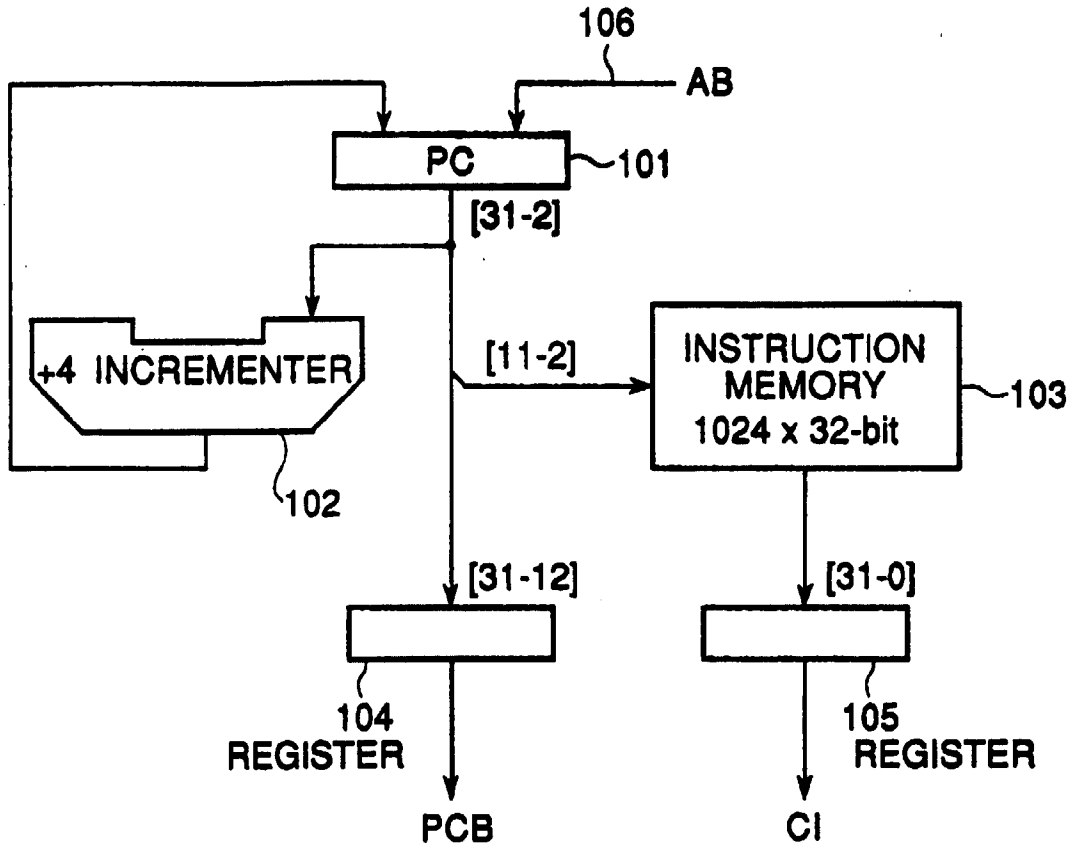 106
AB
PC
101
[31-2]
+4 INCREMENTER
102
[11-2]
INSTRUCTION
MEMORY
1024 x 32-bit
103
[31-12]
[31-0]
104
REGISTER
105
REGISTER
PCB
CI